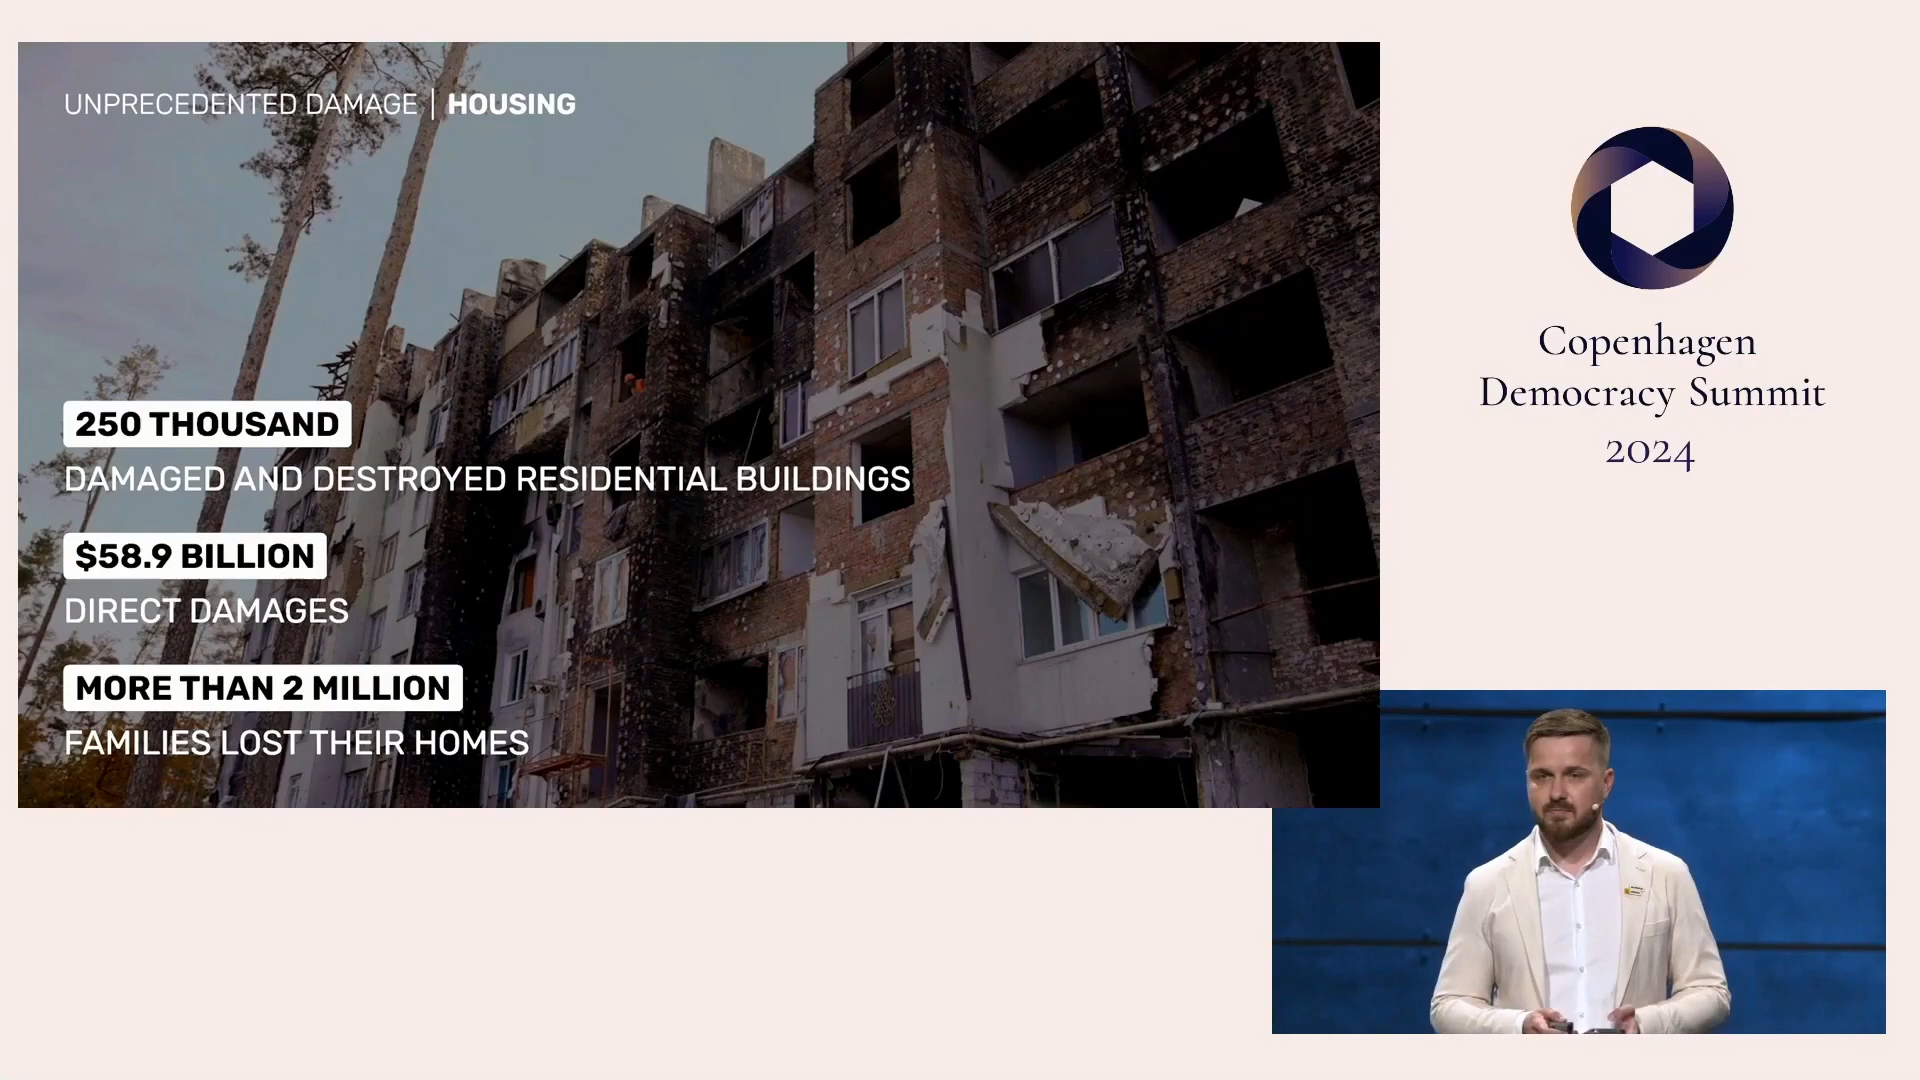 UNPRECEDENTED DAMAGE | HOUSING
250 THOUSAND
DAMAGED AND DESTROYED RESIDENTIAL BUILDINGS
$58.9 BILLION
DIRECT DAMAGES
MORE THAN 2 MILLION
FAMILIES LOST THEIR HOMES
Copenhagen
Democracy Summit
2024